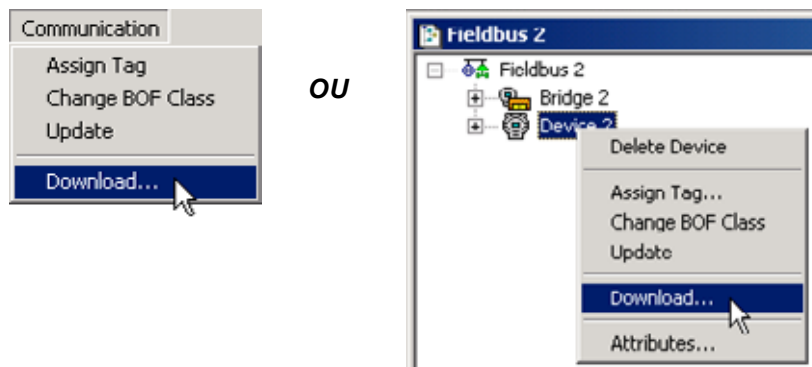 Communication
Assign Tag
Change BOF Class
Update
Download...
OU
Fieldbus 2
Fieldbus 2
Bridge 2
Device 2
Delete Device
Assign Tag...
Change BOF Class
Update
Download...
Attributes...